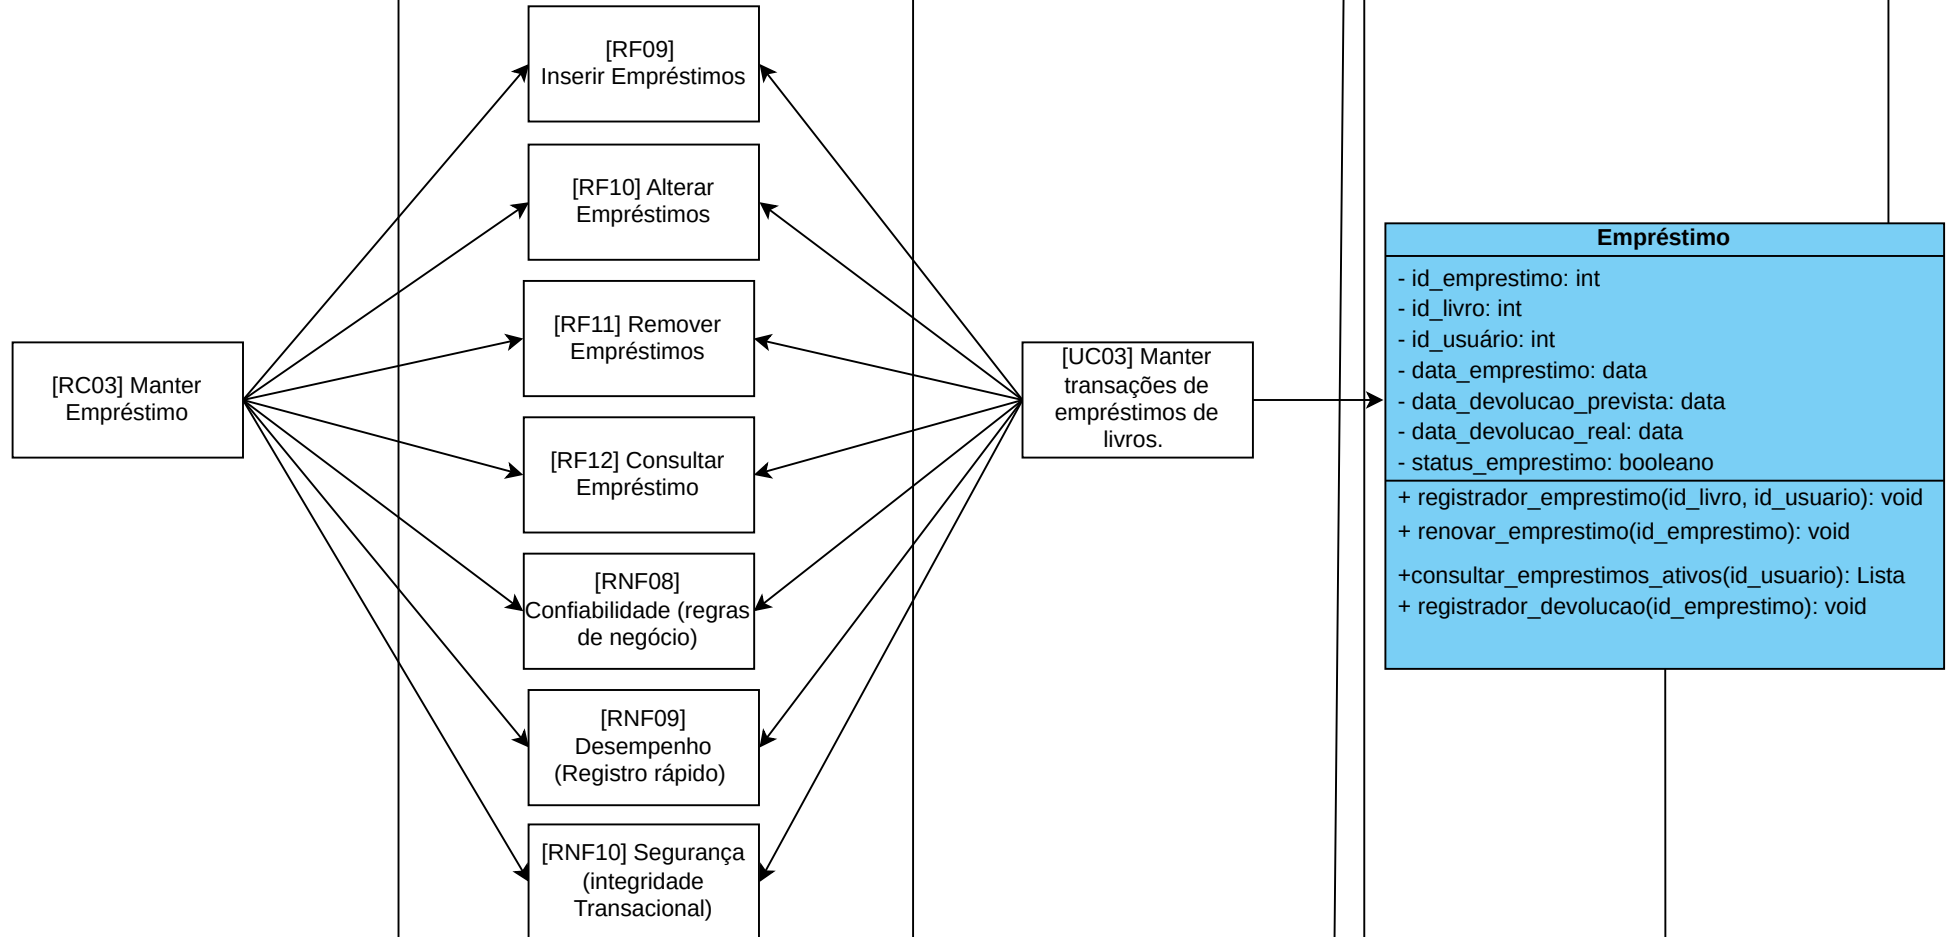 [RC03] Manter
Empréstimo
[RF09]
Inserir Empréstimos
[RF10] Alterar
Empréstimos
[RF11] Remover
Empréstimos
[RF12] Consultar
Empréstimo
[RNF08]
Confiabilidade (regras
de negócio)
[RNF09]
Desempenho
(Registro rápido)
[RNF10] Segurança
(integridade
Transacional)
[UC03] Manter
transações de
empréstimos de
livros.
Empréstimo
- id_emprestimo: int
- id_livro: int
- id_usuário: int
- data_emprestimo: data
- data_devolucao_prevista: data
- data_devolucao_real: data
- status_emprestimo: booleano
+ registrador_emprestimo(id_livro, id_usuario): void
+ renovar_emprestimo(id_emprestimo): void
+consultar_emprestimos_ativos(id_usuario): Lista
+ registrador_devolucao(id_emprestimo): void